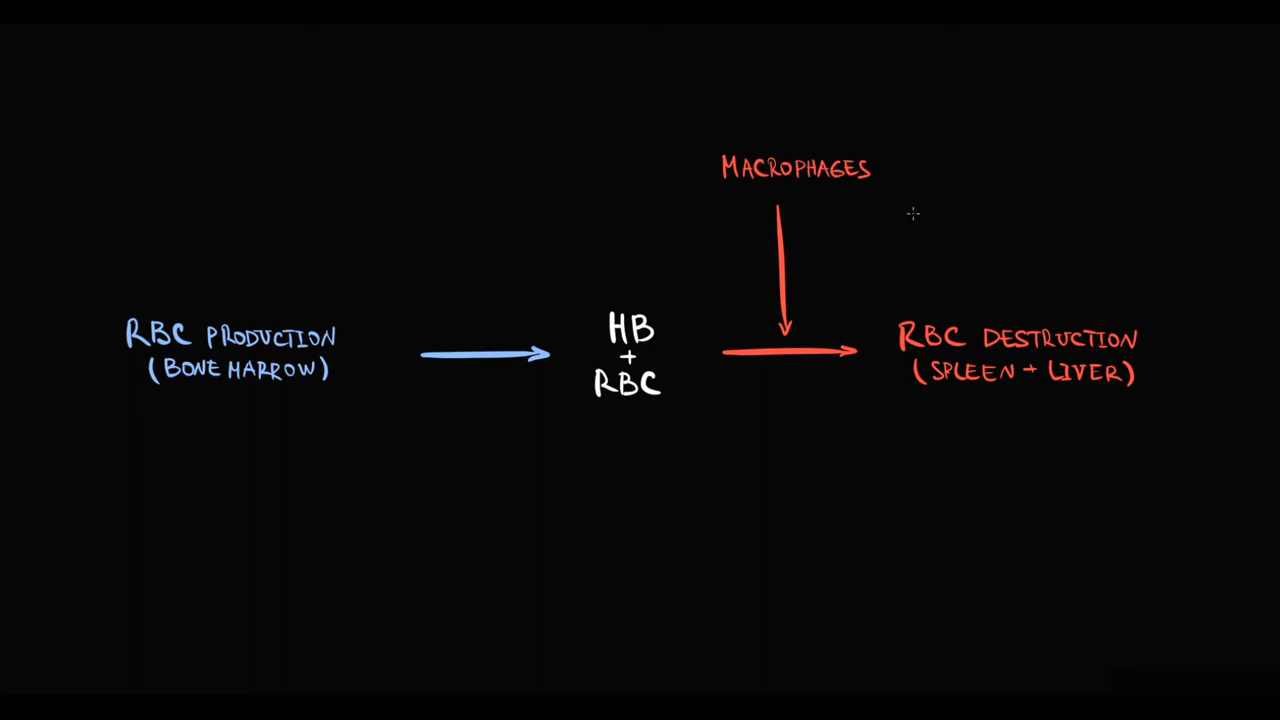 MACROPHAGES
RBC PRODUCTION
(BONE MARROW)
HB
+
RBC
RBC DESTRUCTION
(SPLEEN + LIVER)